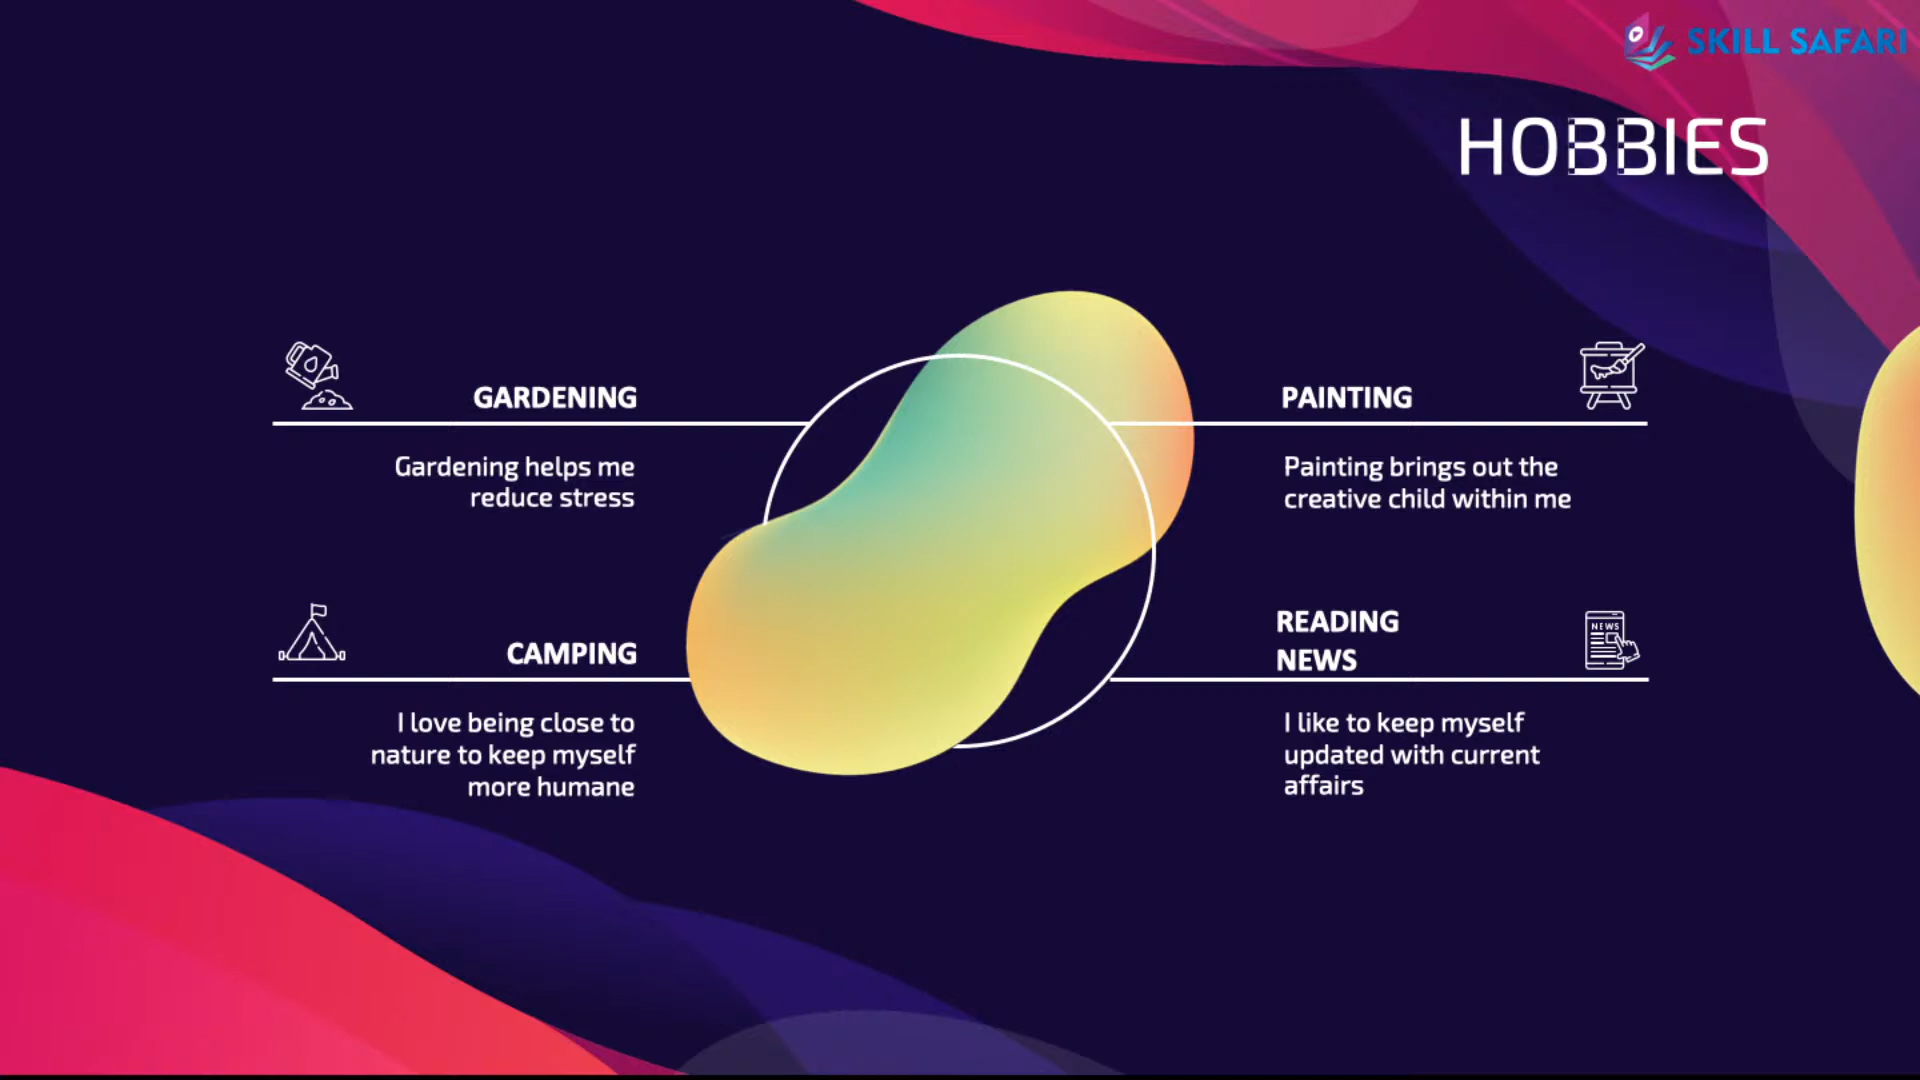 SKILL SAFARI
HOBBIES
GARDENING
Gardening helps me
reduce stress
PAINTING
Painting brings out the
creative child within me
CAMPING
I love being close to
nature to keep myself
more humane
READING
NEWS
NEWS
I like to keep myself
updated with current
affairs